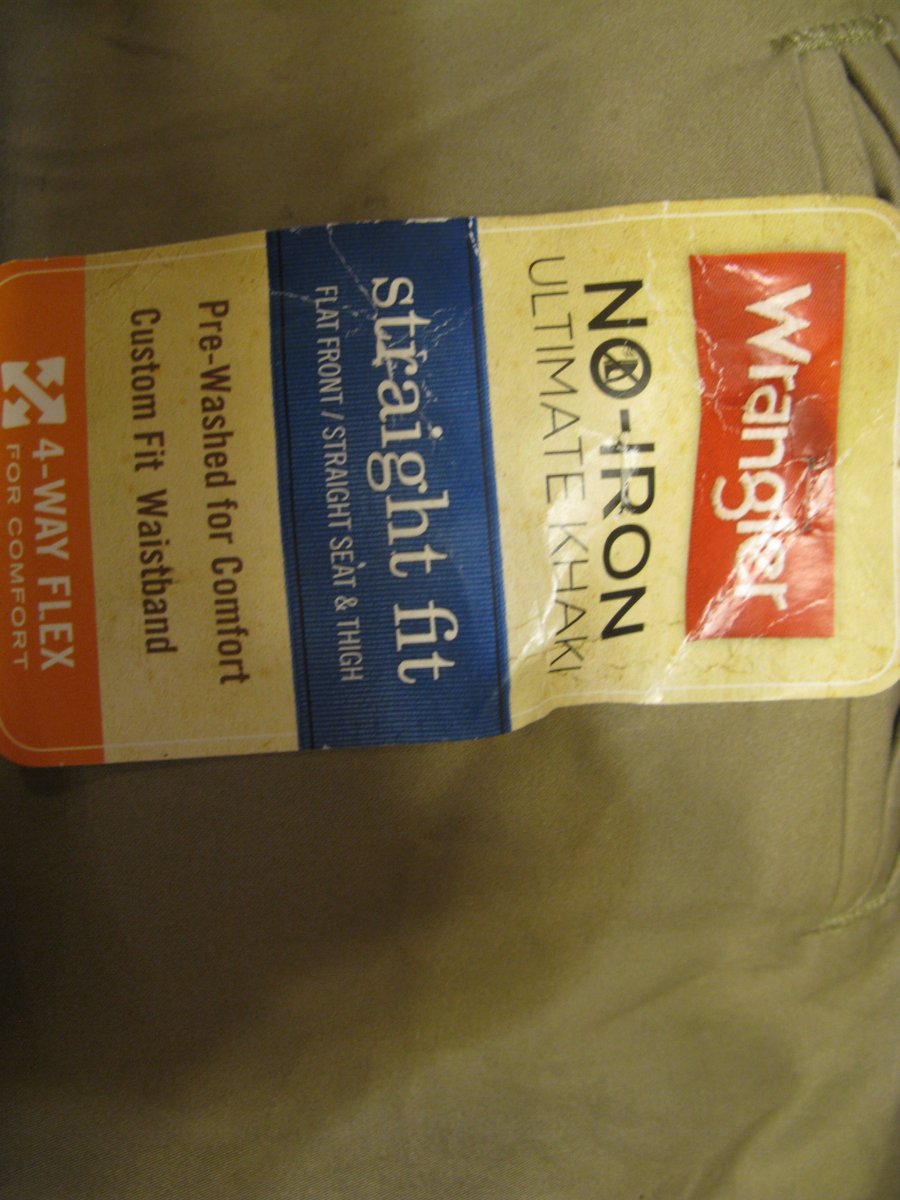 Wrangler
NO-IRON
ULTIMATE KHAKI
straight fit
FLAT FRONT / STRAIGHT SEAT & THIGH
Pre-Washed for Comfort
Custom Fit Waistband
4-WAY FLEX
FOR COMFORT